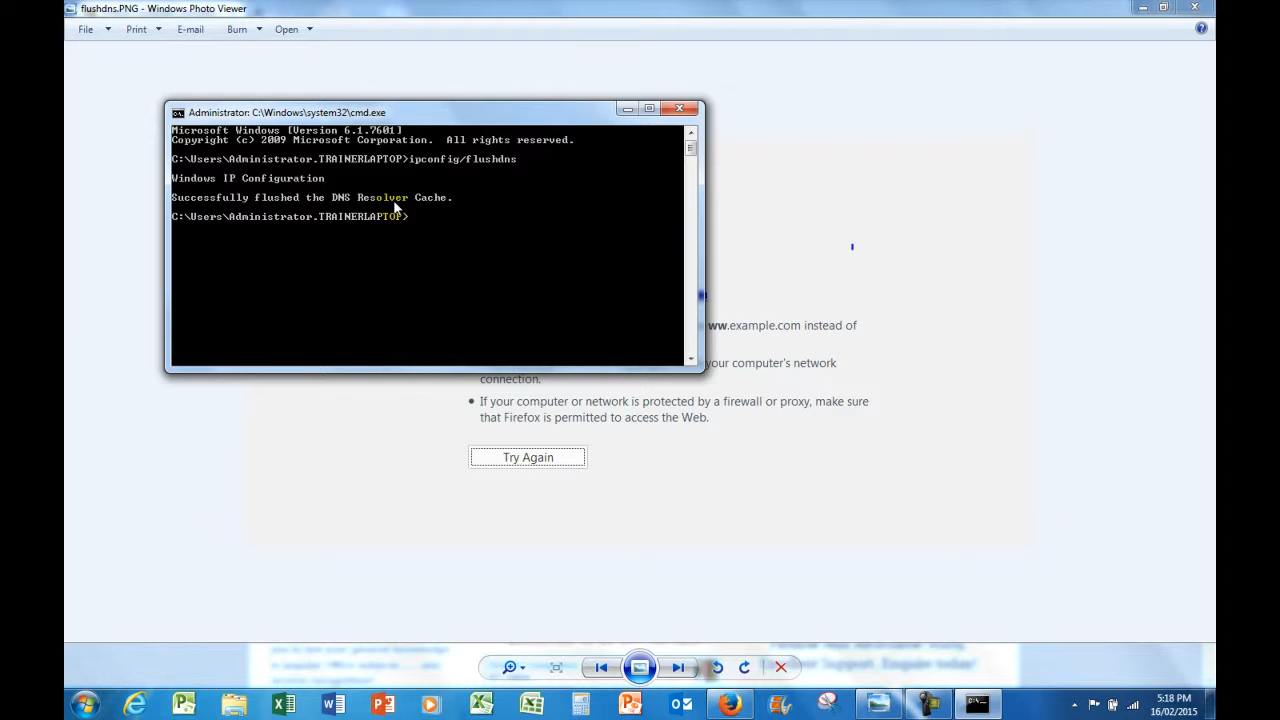 flushdns.PNG - Windows Photo Viewer
File Print E-mail Burn Open
Administrator: C:\Windows\system32\cmd.exe
Microsoft Windows [Version 6.1.7601]
Copyright (c) 2009 Microsoft Corporation. All rights reserved.
C:\Users\Administrator.TRAINERLAPTOP>ipconfig/flushdns
Windows IP Configuration
Successfully flushed the DNS Resolver Cache.
C:\Users\Administrator.TRAINERLAPTOP>
ww.example.com instead of
your computer's network
connection.
• If your computer or network is protected by a firewall or proxy, make sure
that Firefox is permitted to access the Web.
Try Again
5:18 PM
16/02/2015